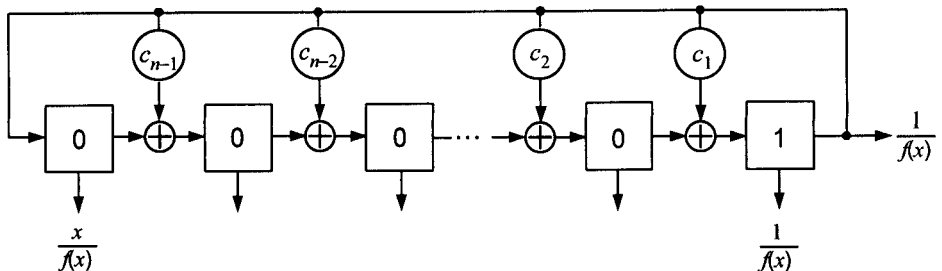 c_{n-1} c_{n-2} c_2 c_1
0 0 0 ... 0 1 1/f(x)
x/f(x) 1/f(x)